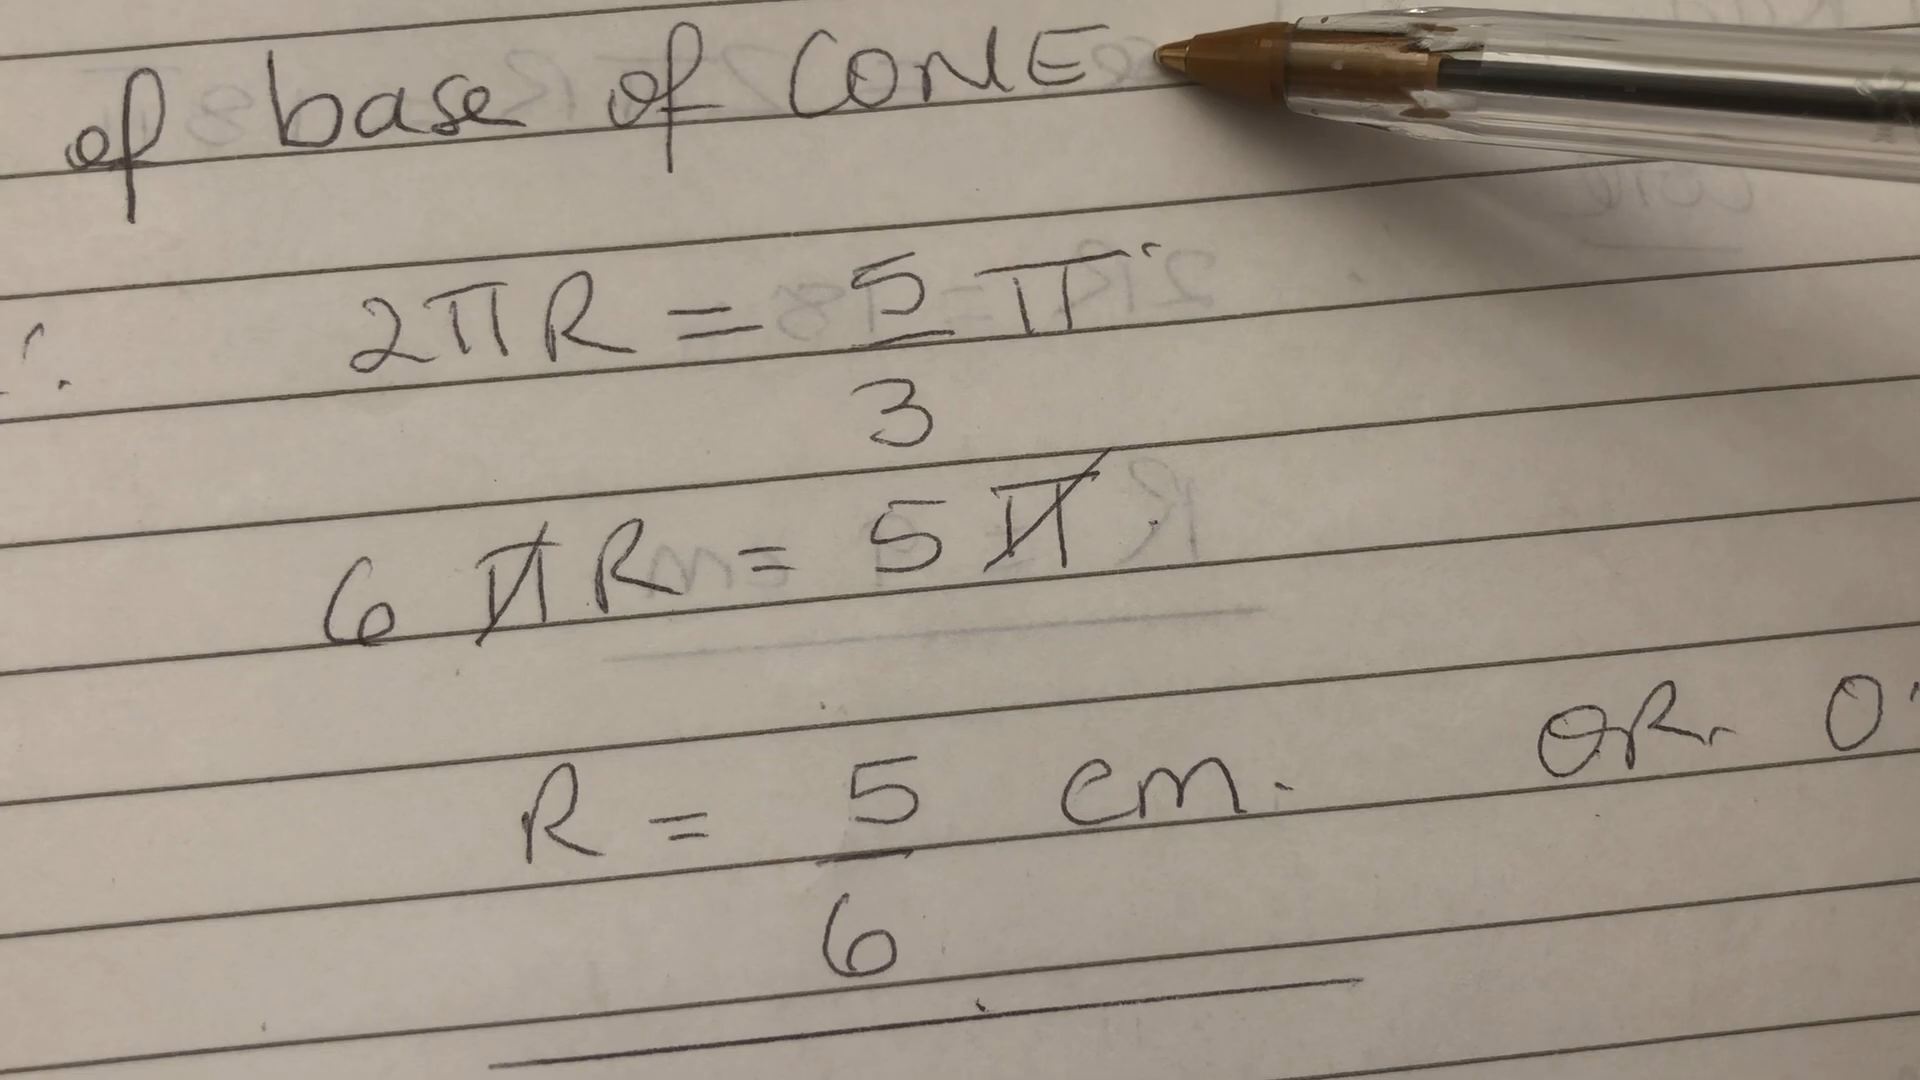 of base of CONE
∴ 2πR = 5/3 π
6πR = 5π
R = 5/6 cm. OR 0